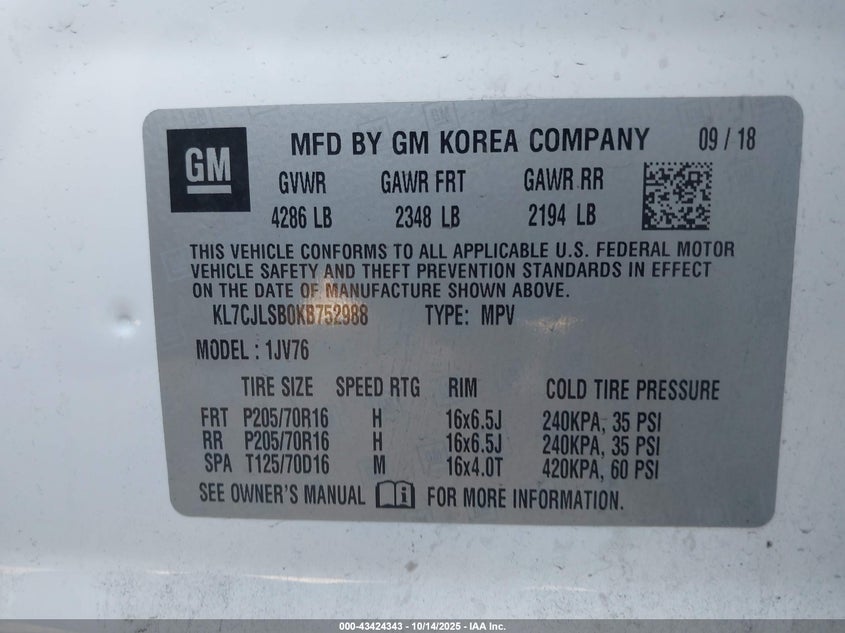 GM
MFD BY GM KOREA COMPANY 09 / 18
GVWR GAWR FRT GAWR RR
4286 LB 2348 LB 2194 LB
THIS VEHICLE CONFORMS TO ALL APPLICABLE U.S. FEDERAL MOTOR
VEHICLE SAFETY AND THEFT PREVENTION STANDARDS IN EFFECT
ON THE DATE OF MANUFACTURE SHOWN ABOVE.
KL7CJLSB0KB752988 TYPE: MPV
MODEL : 1JV76
TIRE SIZE SPEED RTG RIM COLD TIRE PRESSURE
FRT P205/70R16 H 16x6.5J 240KPA, 35 PSI
RR P205/70R16 H 16x6.5J 240KPA, 35 PSI
SPA T125/70D16 M 16x4.0T 420KPA, 60 PSI
SEE OWNER'S MANUAL FOR MORE INFORMATION.
000-43424343 - 10/14/2025 - IAA Inc.